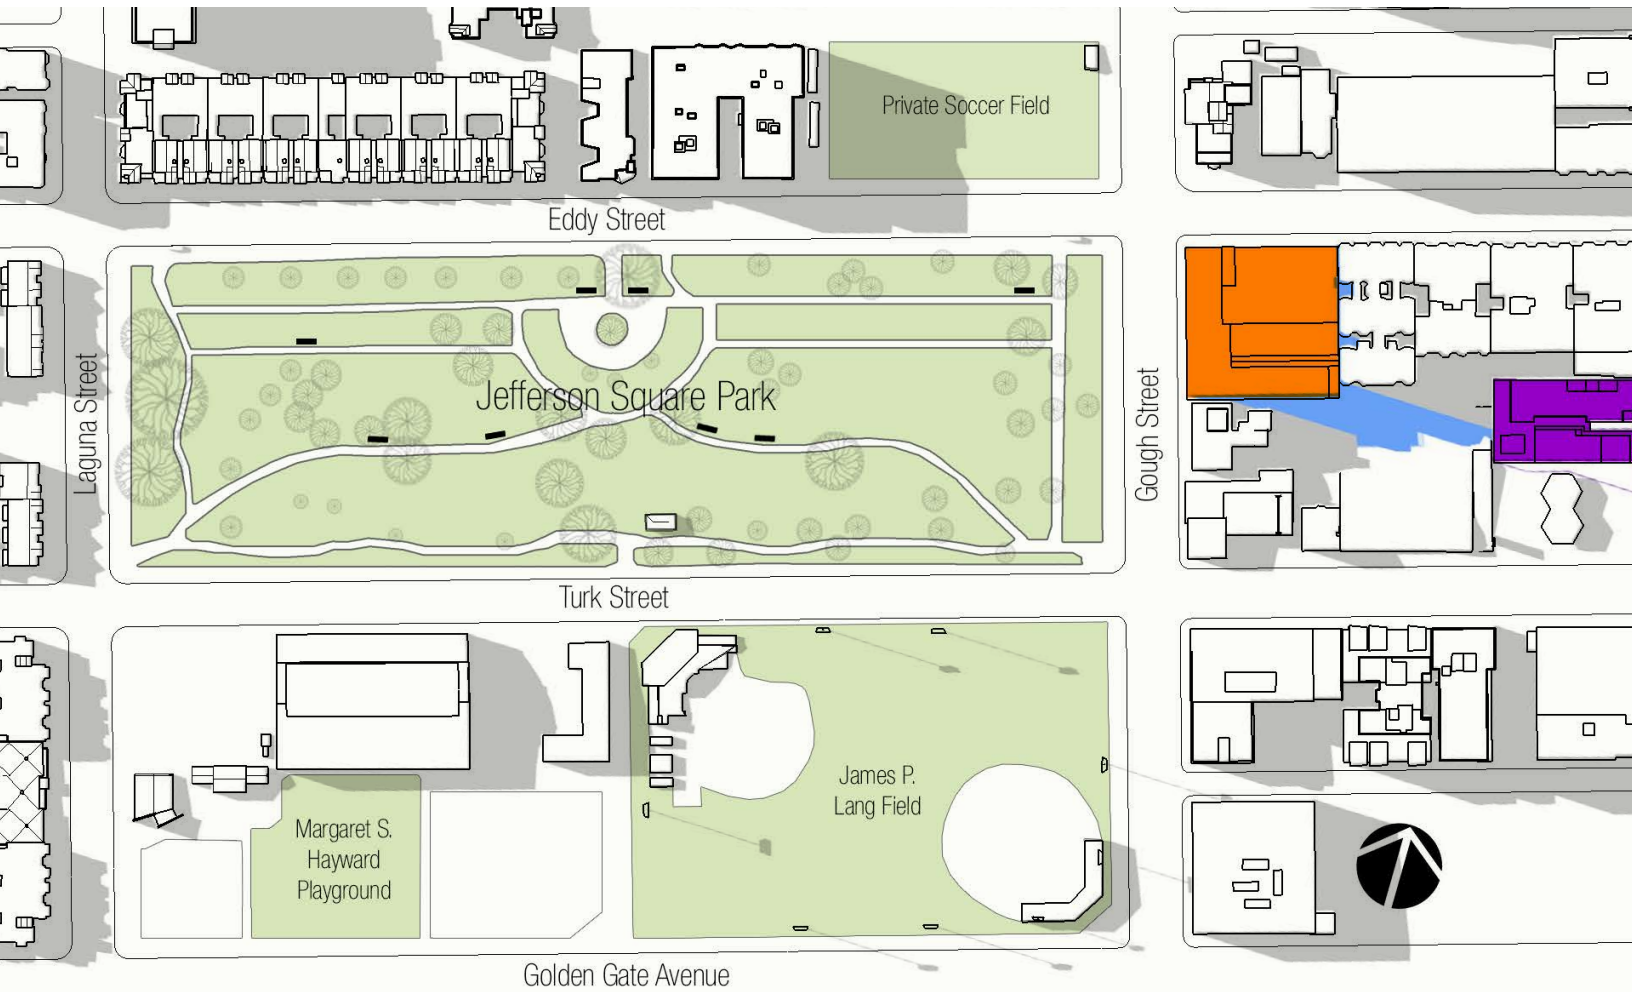 Private Soccer Field
Eddy Street
Laguna Street
Jefferson Square Park
Gough Street
Turk Street
James P.
Lang Field
Margaret S.
Hayward
Playground
Golden Gate Avenue